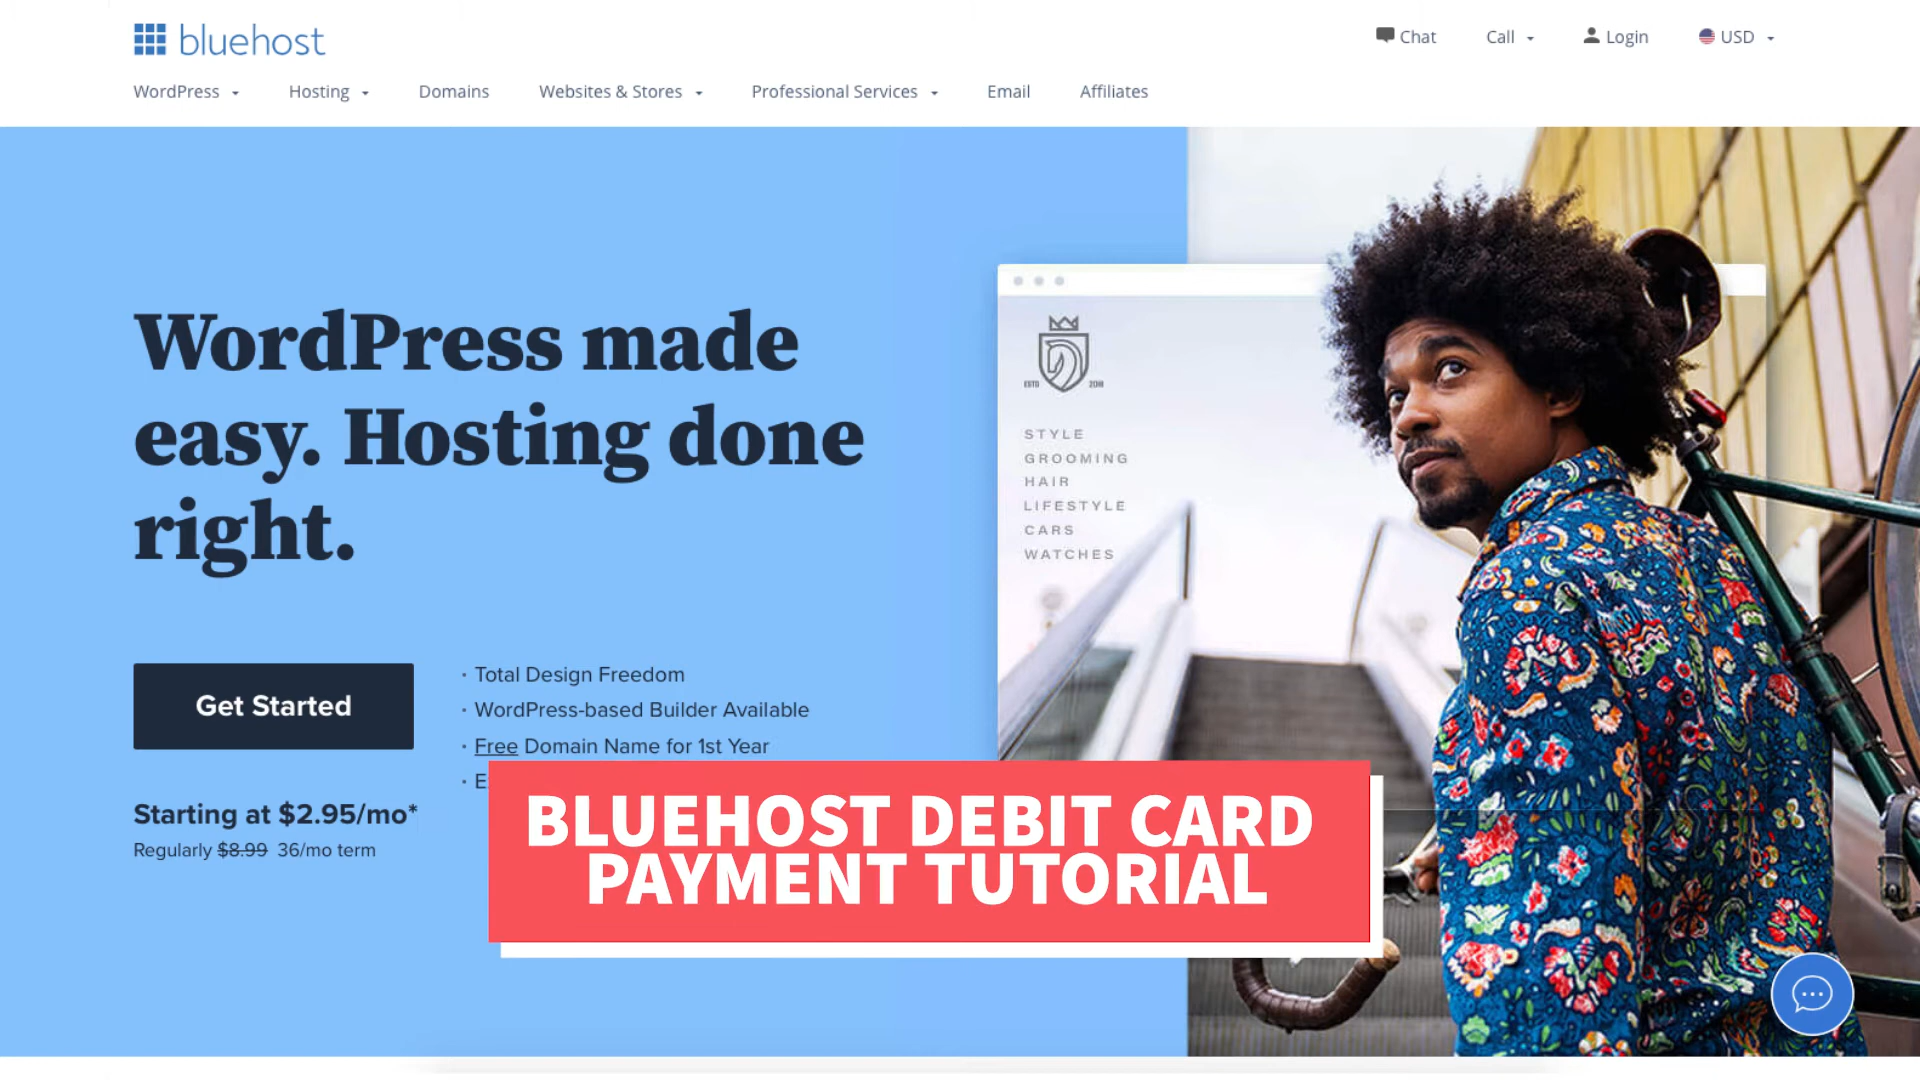 bluehost
Chat
Call
Login
USD
WordPress
Hosting
Domains
Websites & Stores
Professional Services
Email
Affiliates
WordPress made
easy. Hosting done
right.
ESTD
2018
STYLE
GROOMING
HAIR
LIFESTYLE
CARS
WATCHES
Get Started
· Total Design Freedom
· WordPress-based Builder Available
· Free Domain Name for 1st Year
Starting at $2.95/mo*
Regularly $8.99 36/mo term
BLUEHOST DEBIT CARD
PAYMENT TUTORIAL